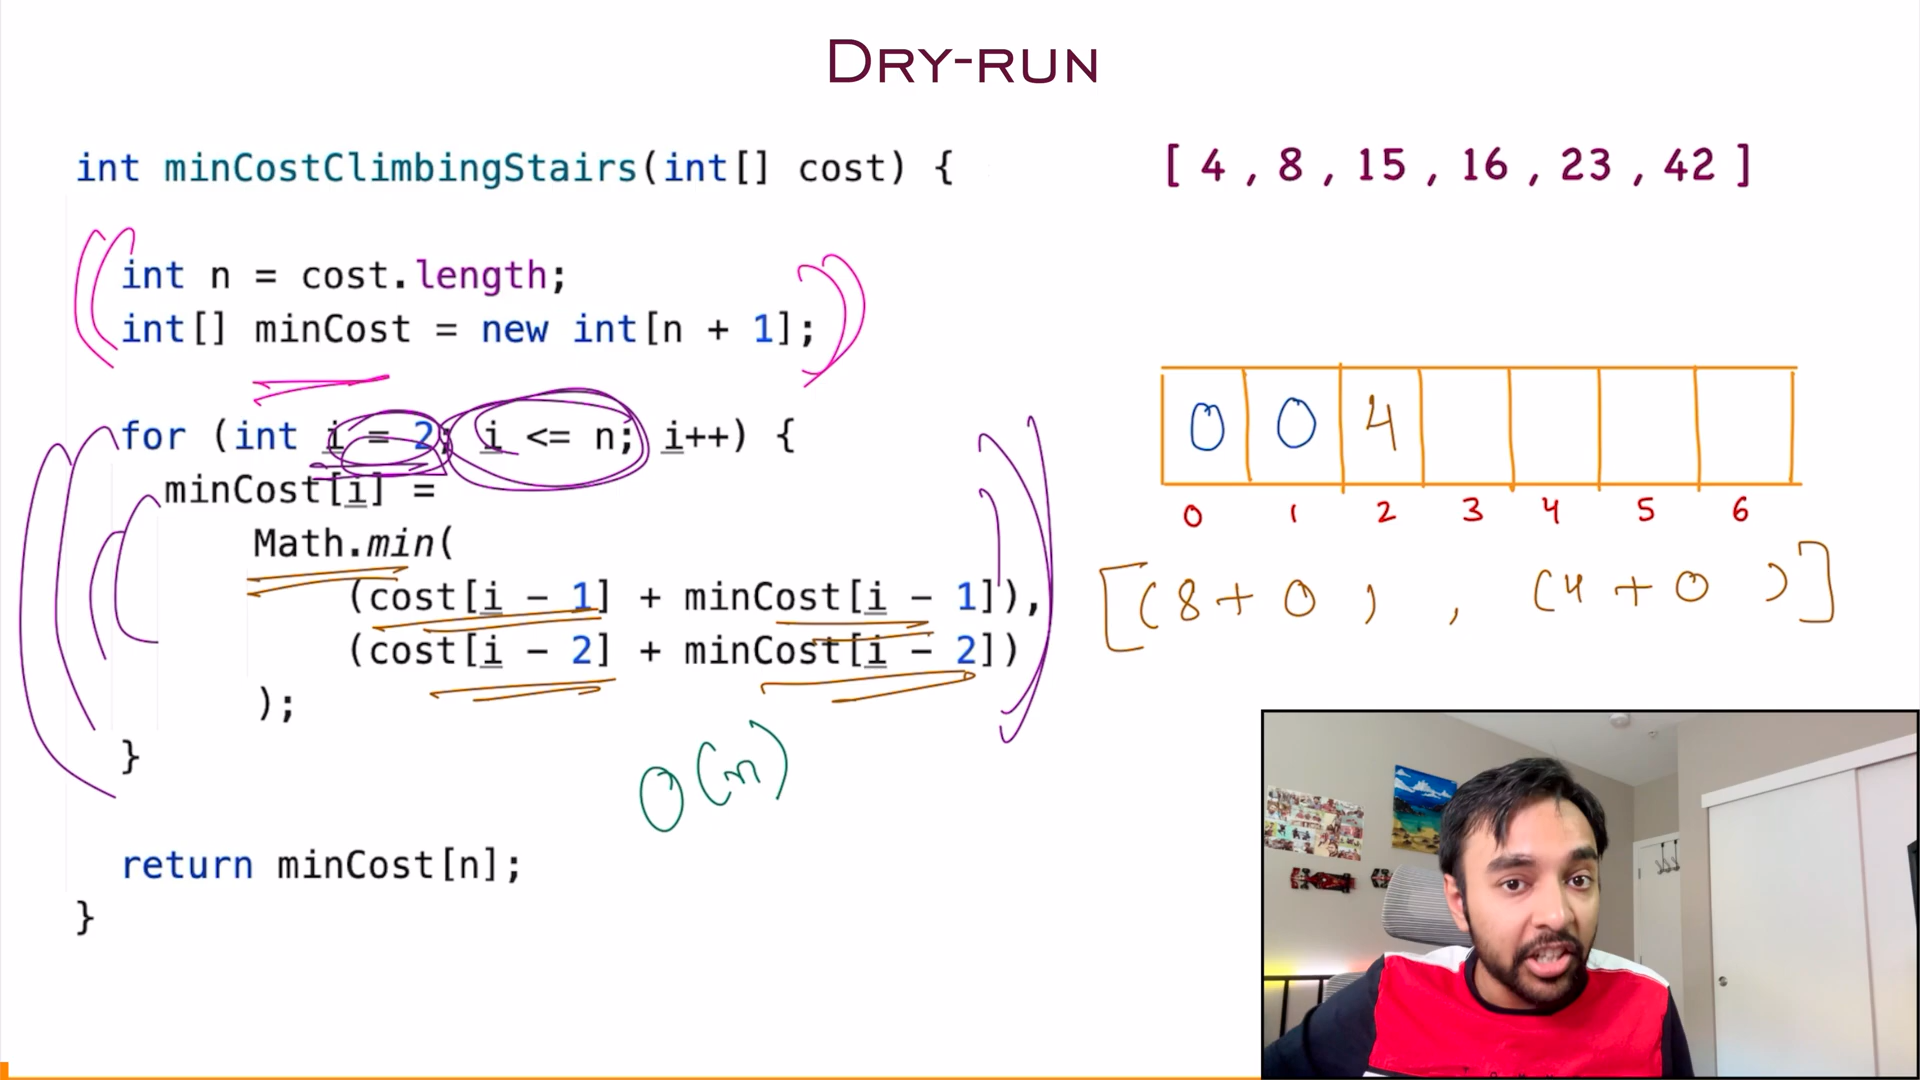 DRY-RUN
int minCostClimbingStairs(int[] cost) {
[ 4 , 8 , 15 , 16 , 23 , 42 ]
int n = cost.length;
int[] minCost = new int[n + 1];
for (int i = 2; i <= n; i++) {
minCost[i] =
Math.min(
(cost[i - 1] + minCost[i - 1]),
(cost[i - 2] + minCost[i - 2])
);
}
return minCost[n];
}
0 0 4
0 1 2 3 4 5 6
[(8+0) , (4+0)]
O(n)